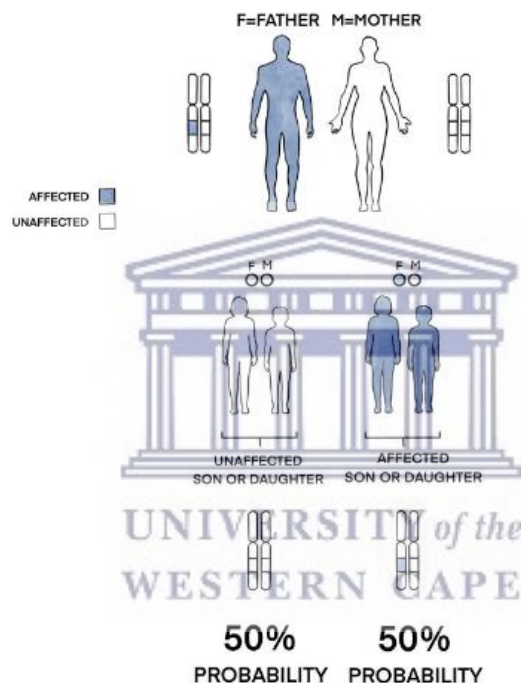 F=FATHER M=MOTHER
AFFECTED
UNAFFECTED
F M F M
UNAFFECTED AFFECTED
SON OR DAUGHTER SON OR DAUGHTER
UNIVERSITY of the
WESTERN CAPE
50% 50%
PROBABILITY PROBABILITY